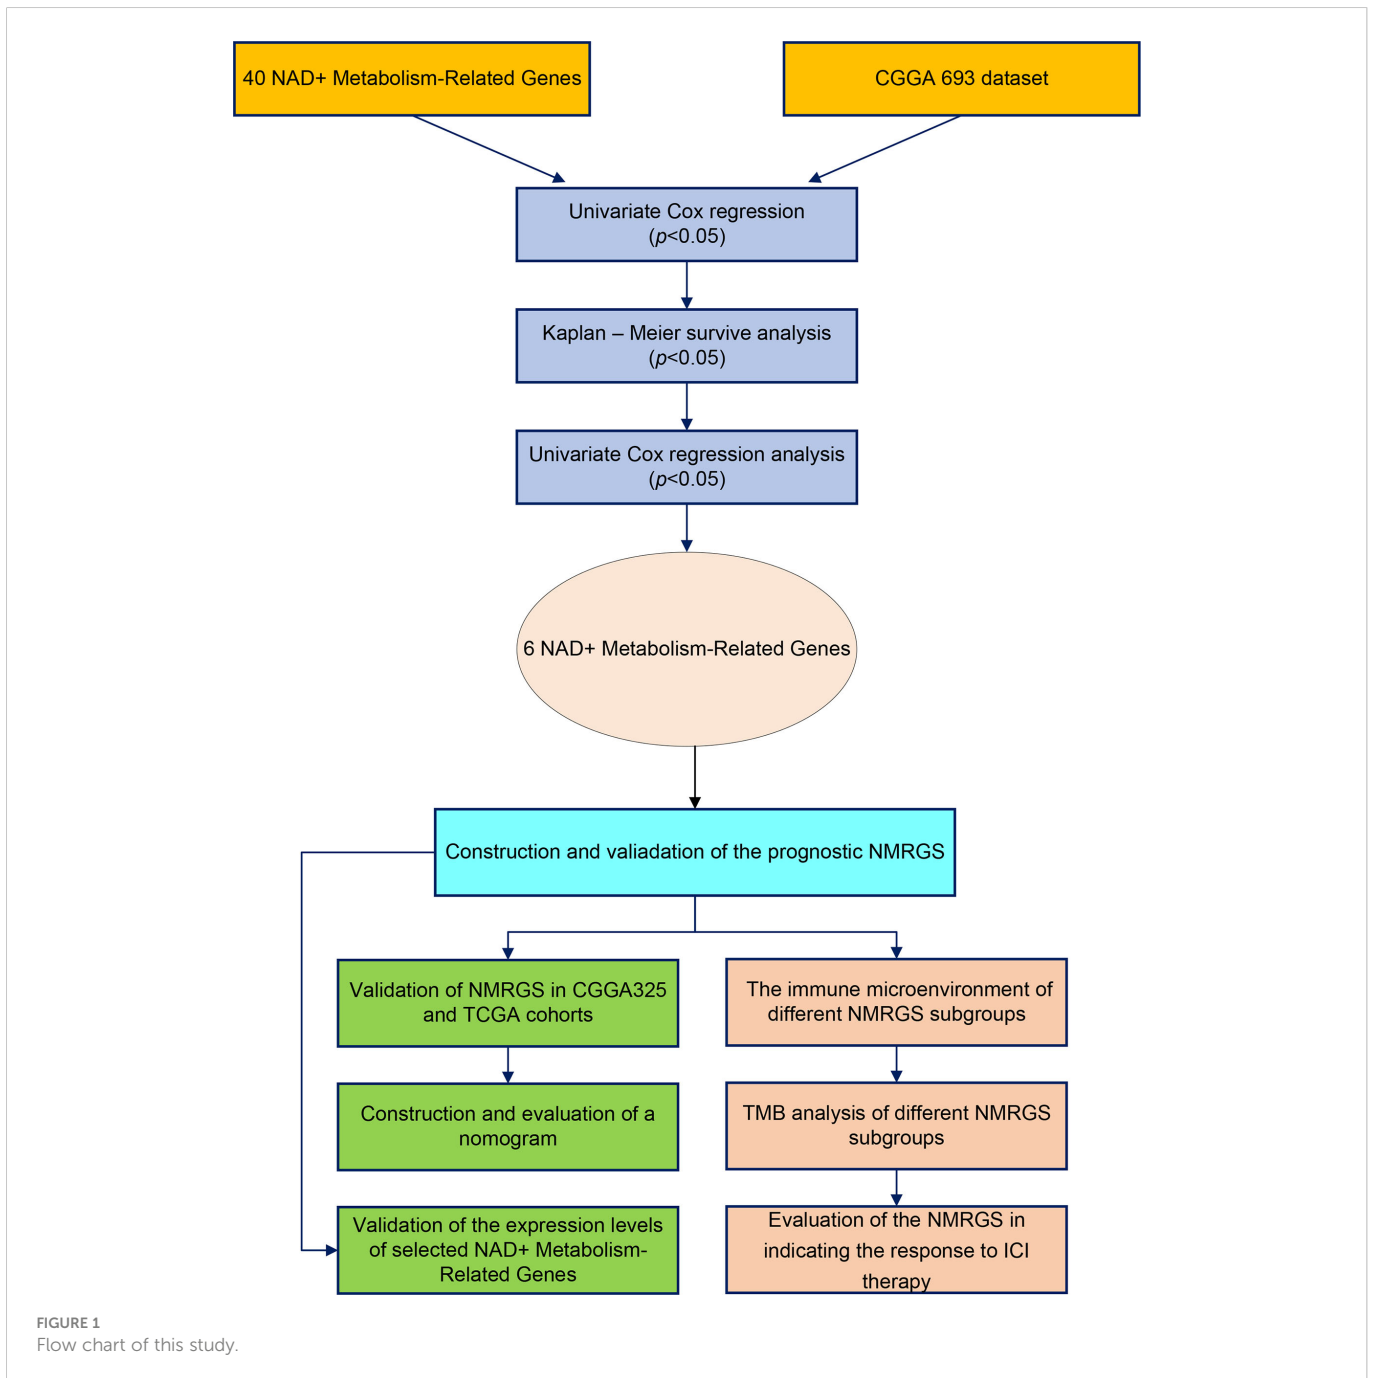 40 NAD+ Metabolism-Related Genes
CGGA 693 dataset
Univariate Cox regression
(p<0.05)
Kaplan – Meier survive analysis
(p<0.05)
Univariate Cox regression analysis
(p<0.05)
6 NAD+ Metabolism-Related Genes
Construction and valiadation of the prognostic NMRGS
Validation of NMRGS in CGGA325
and TCGA cohorts
The immune microenvironment of
different NMRGS subgroups
Construction and evaluation of a
nomogram
TMB analysis of different NMRGS
subgroups
Validation of the expression levels
of selected NAD+ Metabolism-
Related Genes
Evaluation of the NMRGS in
indicating the response to ICI
therapy
FIGURE 1
Flow chart of this study.